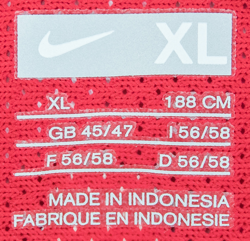 XL
XL 188 CM
GB 45/47 I 56/58
F 56/58 D 56/58
MADE IN INDONESIA
FABRIQUE EN INDONESIE